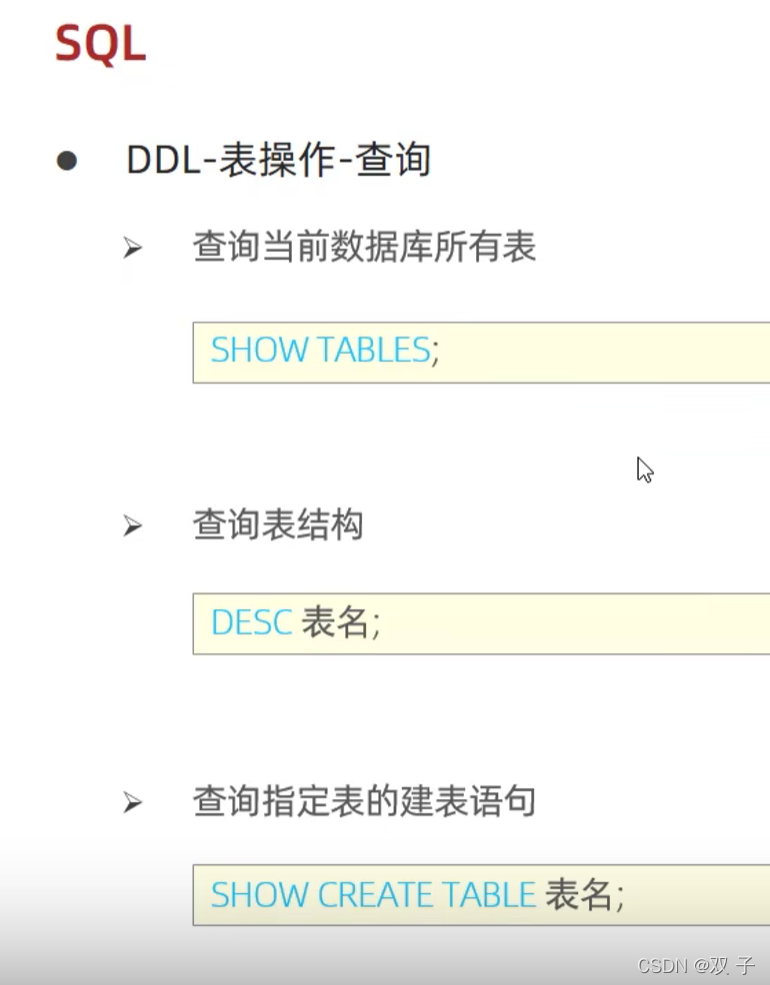 SQL
DDL-表操作-查询
查询当前数据库所有表
SHOW TABLES;
查询表结构
DESC 表名;
查询指定表的建表语句
SHOW CREATE TABLE 表名;
CSDN @双 子